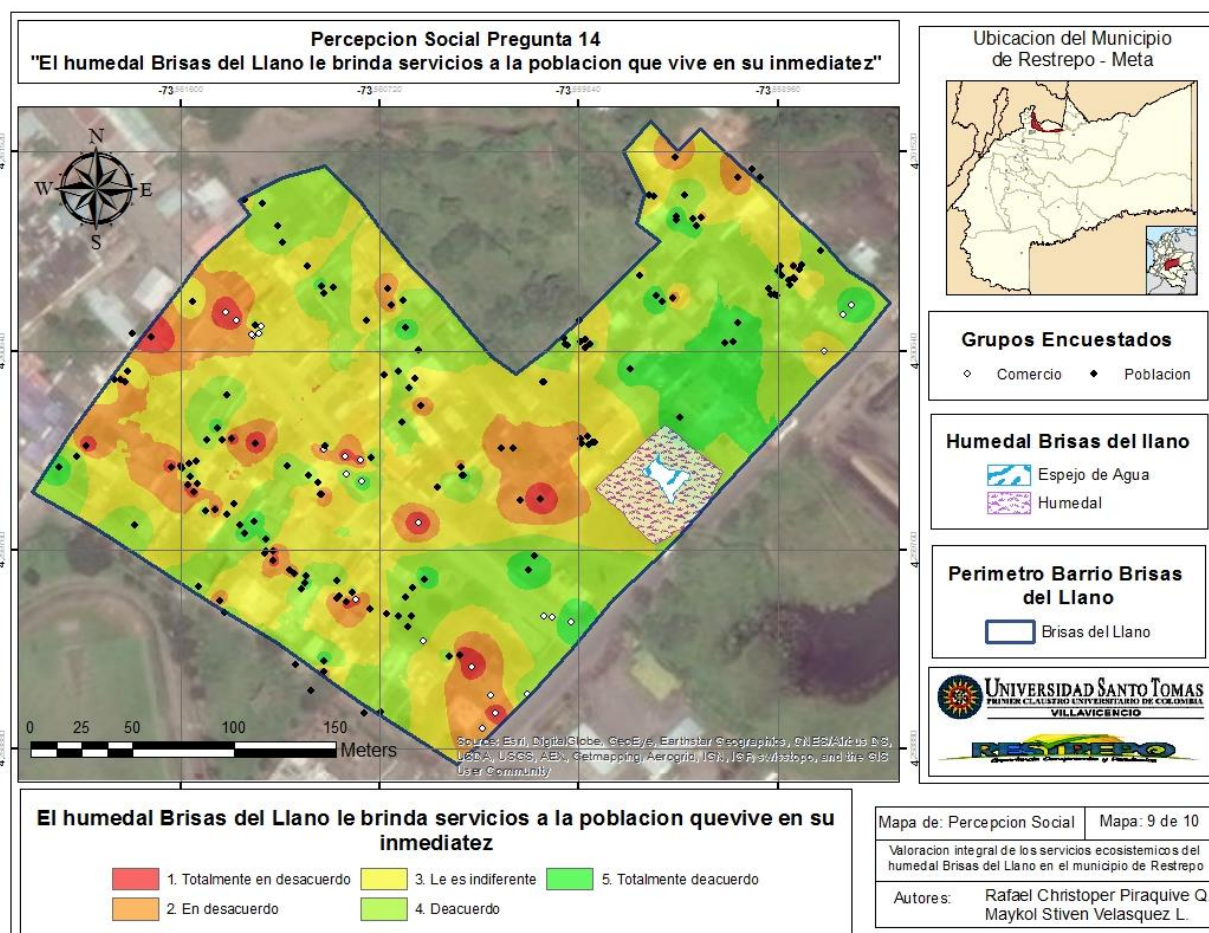 Percepcion Social Pregunta 14
"El humedal Brisas del Llano le brinda servicios a la poblacion que vive en su inmediatez"
N
W E
S
0 50 100 150
Meters
Source: Esri, DigitalGlobe, GeoEye, Earthstar Geographics, CNES/Airbus DS,
USDA, USGS, AEX, Getmapping, Aerogrid, IGN, IGP, swisstopo, and the GIS
User Community
El humedal Brisas del Llano le brinda servicios a la poblacion quevive en su
inmediatez
1. Totalmente en desacuerdo
3. Le es indiferente
5. Totalmente deacuerdo
2. En desacuerdo
4. Deacuerdo
Ubicacion del Municipio
de Restrepo - Meta
Grupos Encuestados
Comercio
Poblacion
Humedal Brisas del llano
Espejo de Agua
Humedal
Perimetro Barrio Brisas
del Llano
Brisas del Llano
UNIVERSIDAD SANTO TOMAS
PRIMER CLAUSTRO UNIVERSITARIO DE COLOMBIA
VILLAVICENCIO
RESTREPO
Mapa de: Percepcion Social
Mapa: 9 de 10
Valoracion integral de los servicios ecosistemicos del
humedal Brisas del Llano en el municipio de Restrepo
Autores:
Rafael Christoper Piraquive Q.
Maykol Stiven Velasquez L.